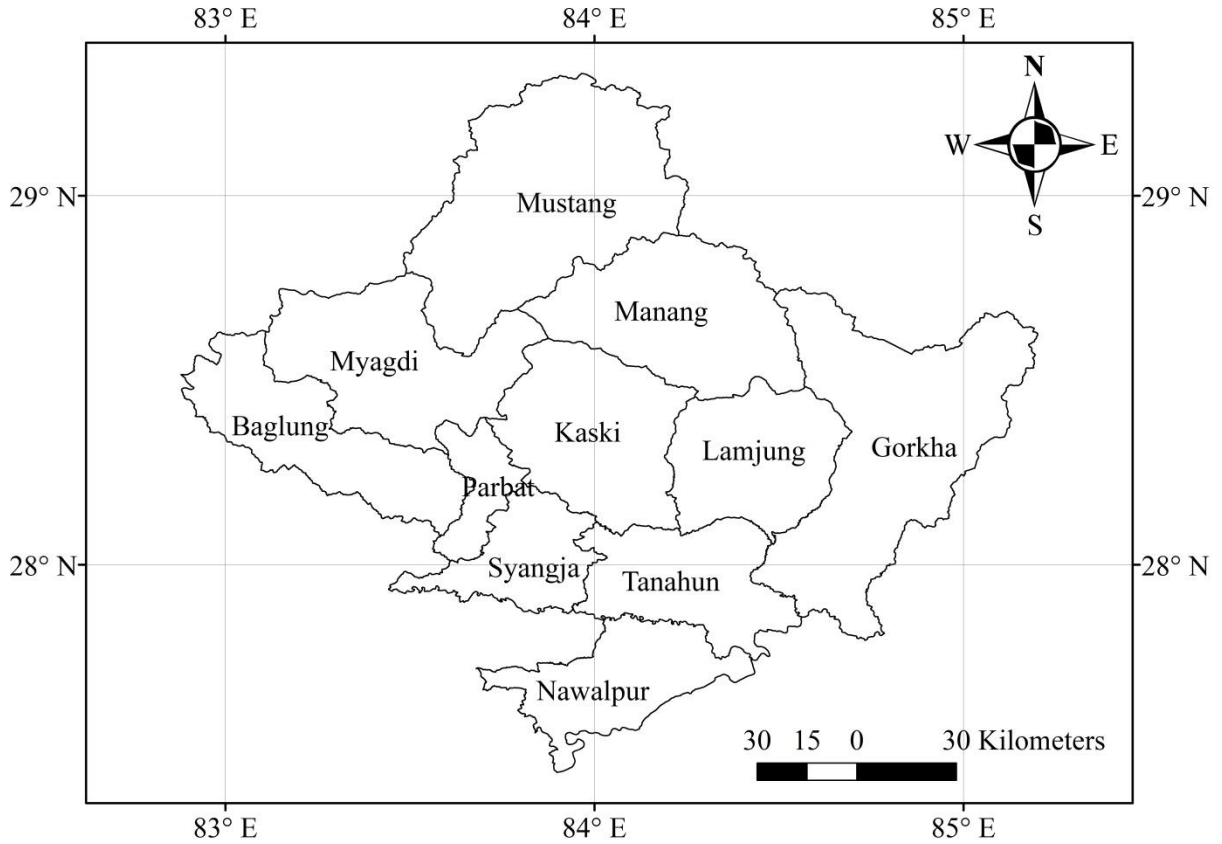 83° E 84° E 85° E
N
W E
S
29° N 29° N
Mustang
Manang
Myagdi
Baglung Kaski Lamjung Gorkha
Parbat
28° N 28° N
Syangja Tanahun
Nawalpur
30 15 0 30 Kilometers
83° E 84° E 85° E